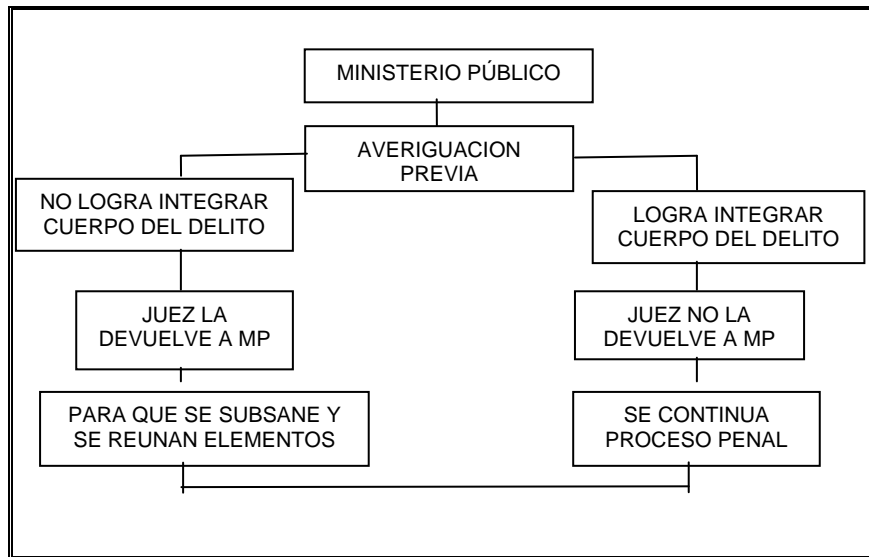 MINISTERIO PÚBLICO
AVERIGUACION
PREVIA
NO LOGRA INTEGRAR
CUERPO DEL DELITO
LOGRA INTEGRAR
CUERPO DEL DELITO
JUEZ LA
DEVUELVE A MP
JUEZ NO LA
DEVUELVE A MP
PARA QUE SE SUBSANE Y
SE REUNAN ELEMENTOS
SE CONTINUA
PROCESO PENAL